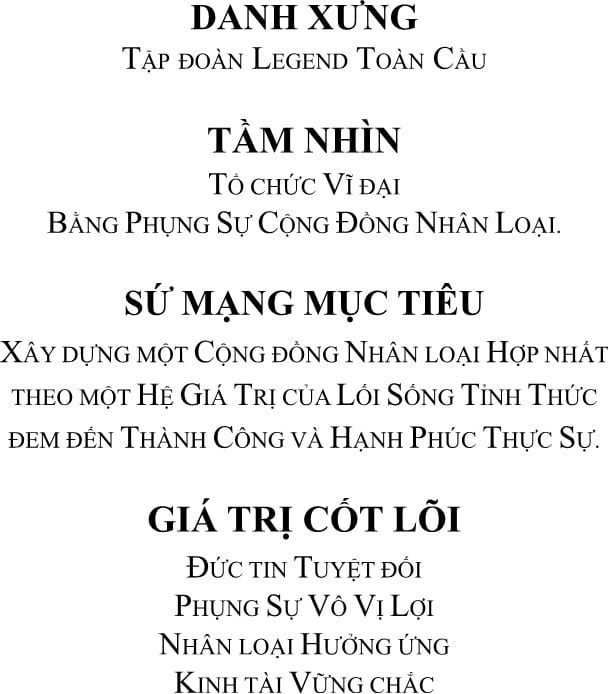 DANH XƯNG
TẬP ĐOÀN LEGEND TOÀN CẦU
TẦM NHÌN
TỔ CHỨC VĨ ĐẠI
BẰNG PHỤNG SỰ CỘNG ĐỒNG NHÂN LOẠI.
SỨ MẠNG MỤC TIÊU
XÂY DỰNG MỘT CỘNG ĐỒNG NHÂN LOẠI HỢP NHẤT
THEO MỘT HỆ GIÁ TRỊ CỦA LỐI SỐNG TỈNH THỨC
ĐEM ĐẾN THÀNH CÔNG VÀ HẠNH PHÚC THỰC SỰ.
GIÁ TRỊ CỐT LÕI
ĐỨC TIN TUYỆT ĐỐI
PHỤNG SỰ VÔ VỊ LỢI
NHÂN LOẠI HƯỞNG ỨNG
KINH TÀI VỮNG CHẮC